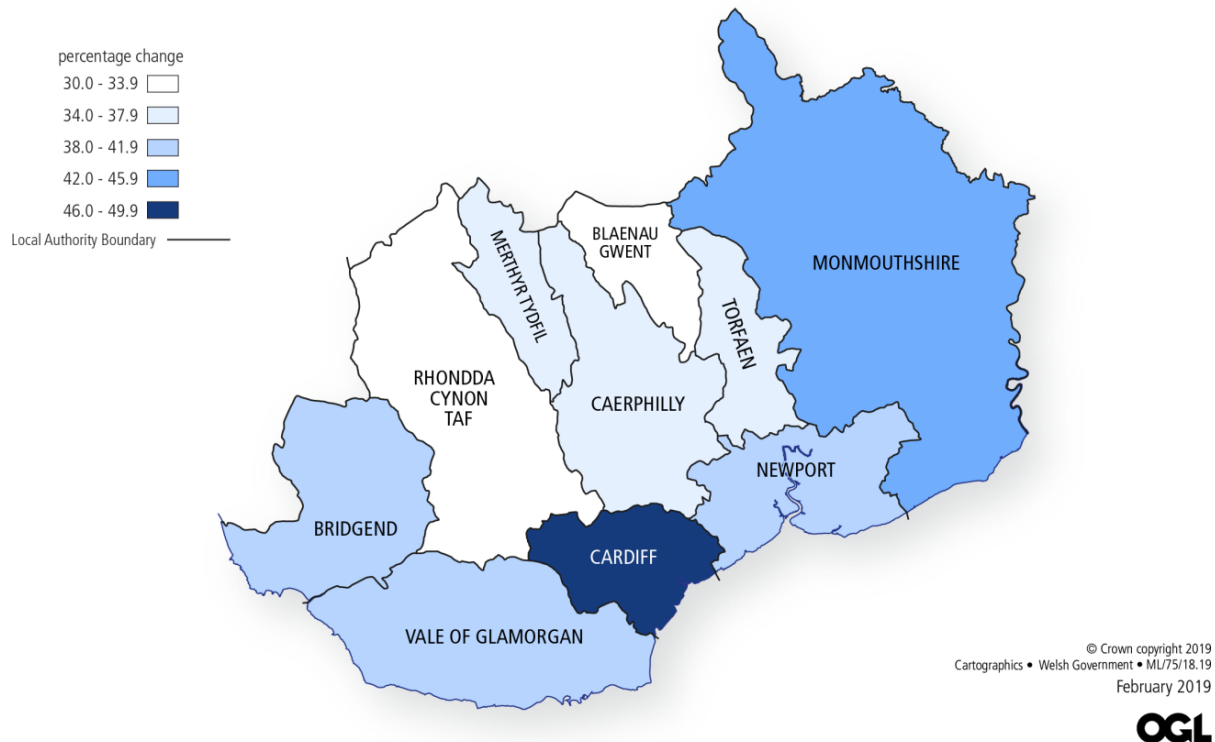 percentage change
30.0 - 33.9
34.0 - 37.9
38.0 - 41.9
42.0 - 45.9
46.0 - 49.9
Local Authority Boundary
BLAENAU
GWENT
MERTHYR TYDFIL
MONMOUTHSHIRE
TORFAEN
RHONDDA
CYNON
TAF
CAERPHILLY
NEWPORT
BRIDGEND
CARDIFF
VALE OF GLAMORGAN
© Crown copyright 2019
Cartographics • Welsh Government • ML/75/18.19
February 2019
OGL